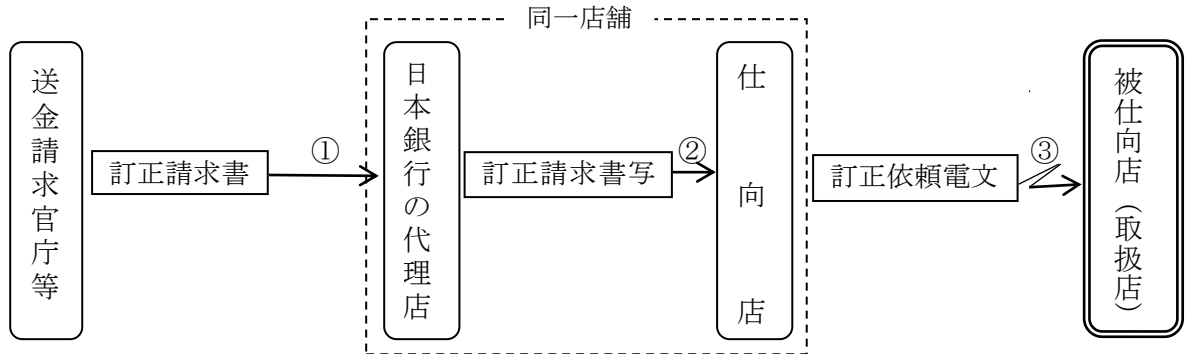 同一店舗
送金請求官庁等
訂正請求書
①
日本銀行の代理店
訂正請求書写
②
仕向店
訂正依頼電文
③
被仕向店（取扱店）